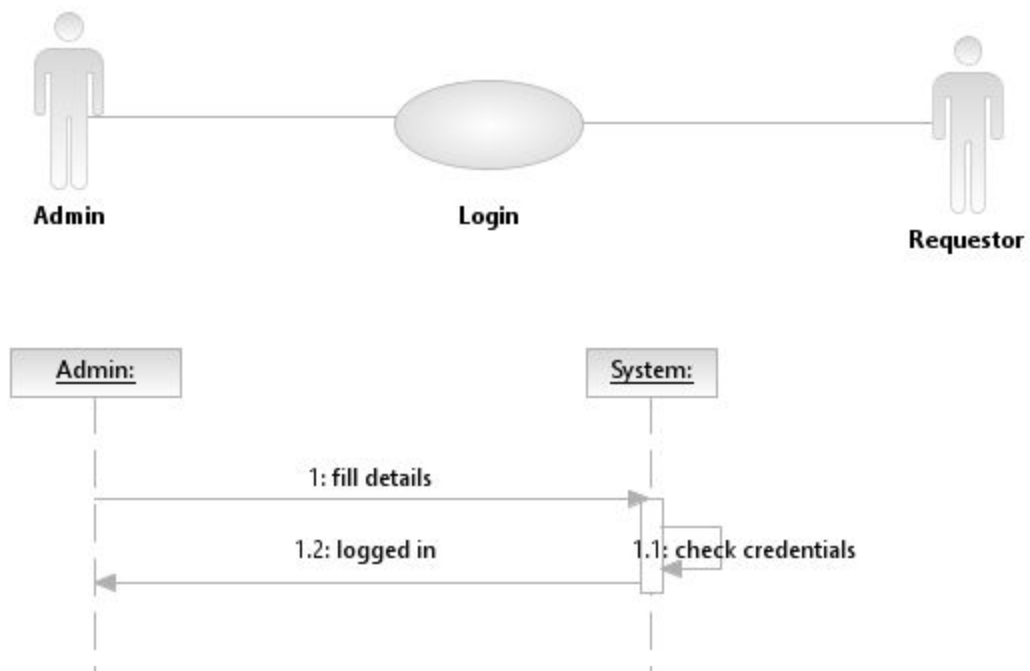 Admin
Login
Requestor
Admin:
System:
1: fill details
1.2: logged in
1.1: check credentials